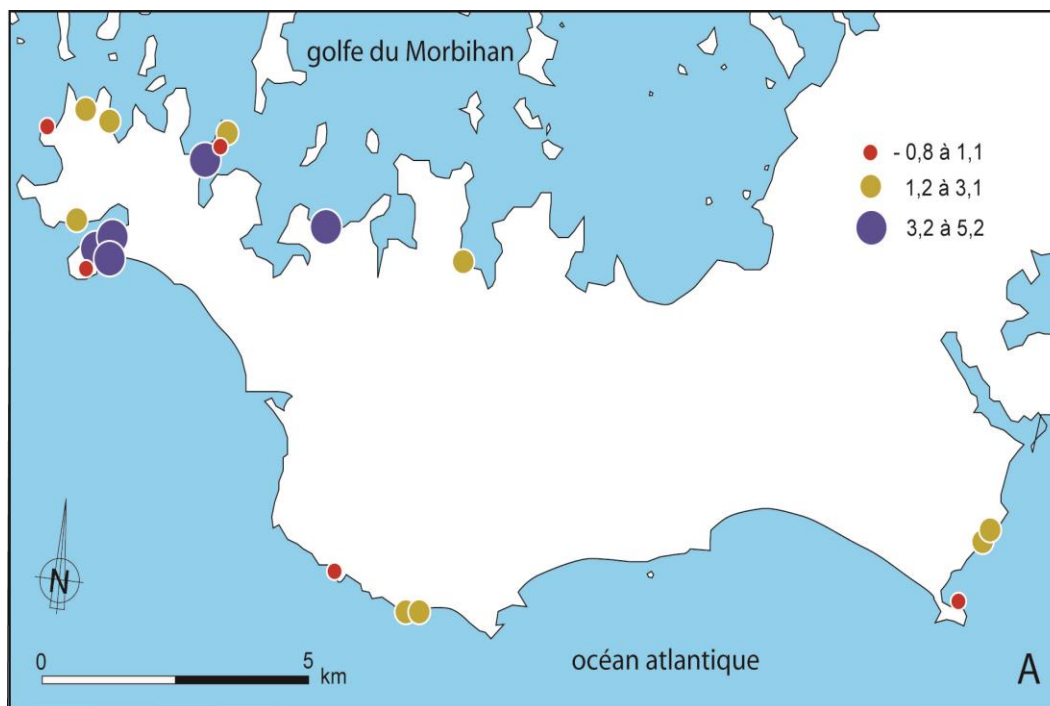 golfe du Morbihan
- 0,8 à 1,1
1,2 à 3,1
3,2 à 5,2
N
0
5
km
océan atlantique
A